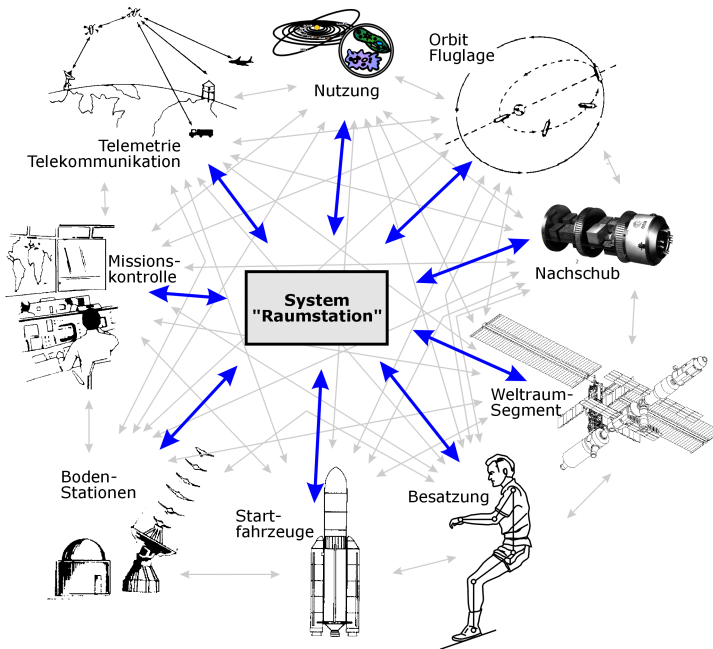 Nutzung
Orbit
Fluglage
Telemetrie
Telekommunikation
Missions-
kontrolle
Nachschub
System
"Raumstation"
Weltraum-
Segment
Boden-
Stationen
Start-
fahrzeuge
Besatzung